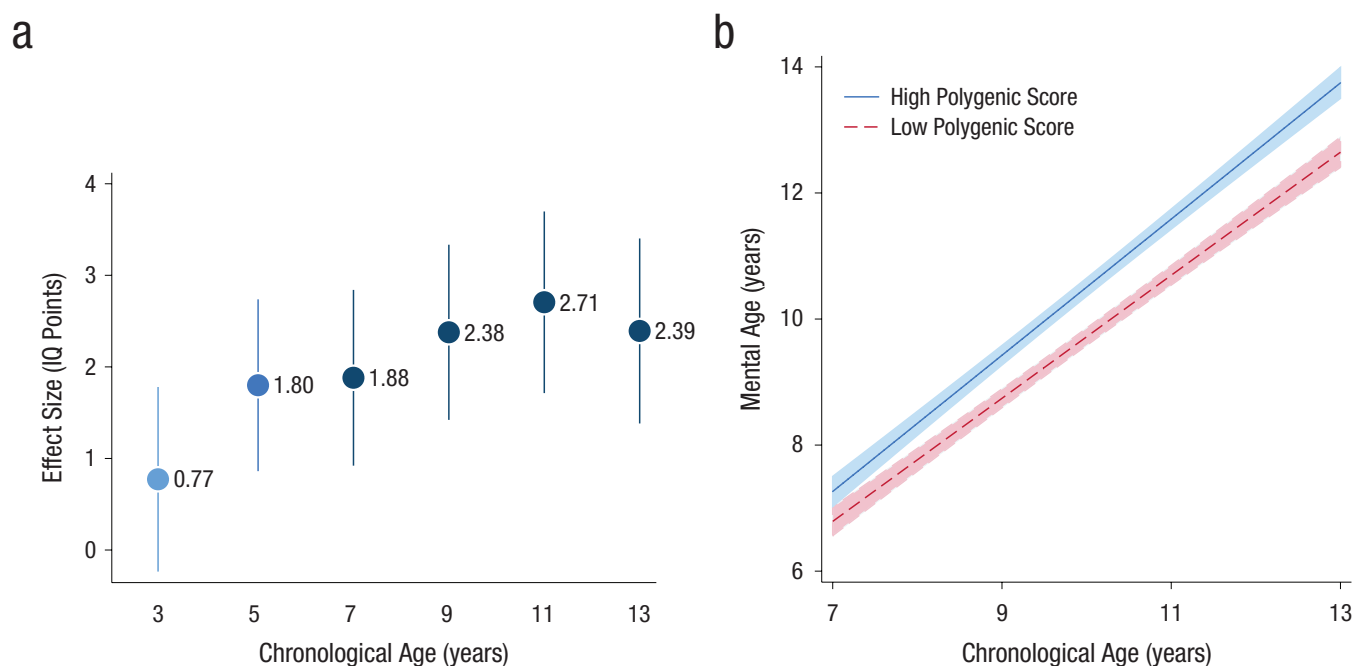 a
Effect Size (IQ Points)
4
3
2
1
0
0.77
1.80
1.88
2.38
2.71
2.39
3 5 7 9 11 13
Chronological Age (years)
b
Mental Age (years)
14
12
10
8
6
High Polygenic Score
Low Polygenic Score
7 9 11 13
Chronological Age (years)